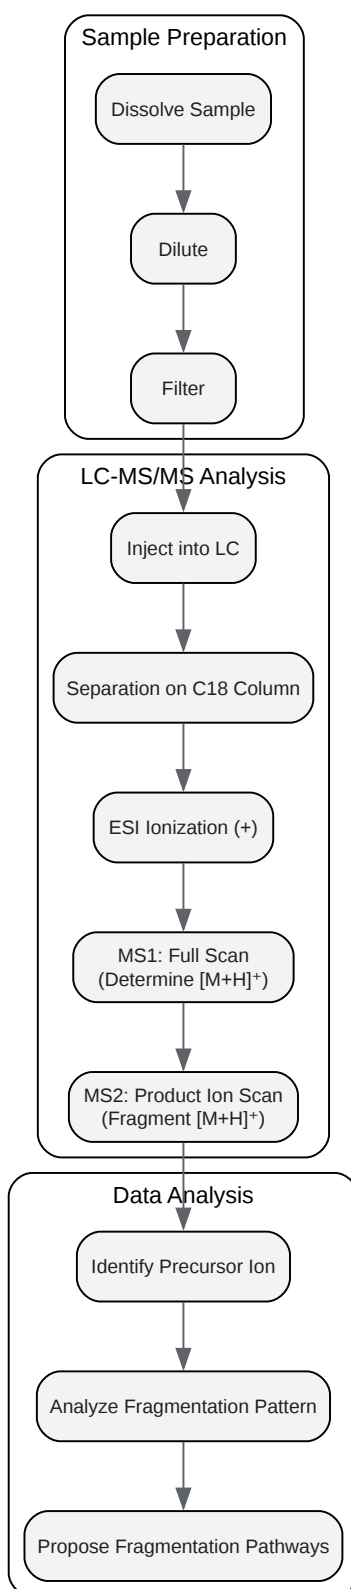 Sample Preparation
Dissolve Sample
Dilute
Filter
LC-MS/MS Analysis
Inject into LC
Separation on C18 Column
ESI Ionization (+)
MS1: Full Scan
(Determine [M+H]⁺)
MS2: Product Ion Scan
(Fragment [M+H]⁺)
Data Analysis
Identify Precursor Ion
Analyze Fragmentation Pattern
Propose Fragmentation Pathways